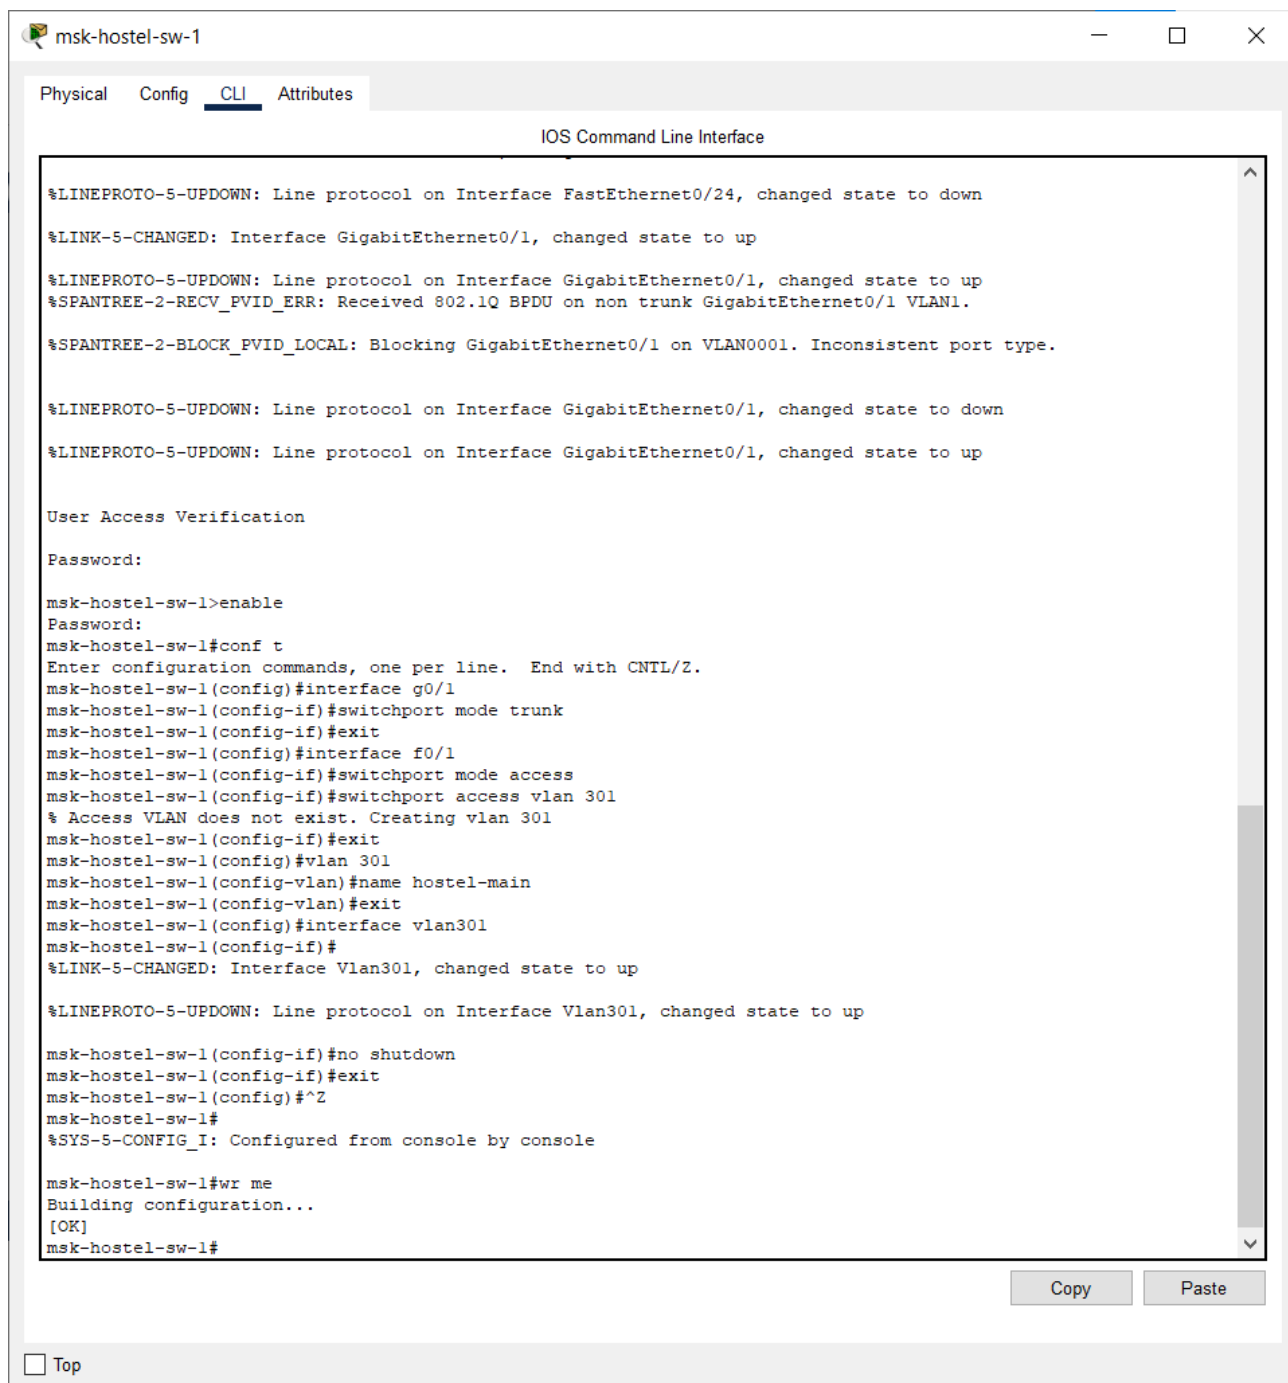 msk-hostel-sw-1
Physical Config CLI Attributes
IOS Command Line Interface
%LINEPROTO-5-UPDOWN: Line protocol on Interface FastEthernet0/24, changed state to down
%LINK-5-CHANGED: Interface GigabitEthernet0/1, changed state to up
%LINEPROTO-5-UPDOWN: Line protocol on Interface GigabitEthernet0/1, changed state to up
%SPANTREE-2-RECV_PVID_ERR: Received 802.1Q BPDU on non trunk GigabitEthernet0/1 VLAN1.
%SPANTREE-2-BLOCK_PVID_LOCAL: Blocking GigabitEthernet0/1 on VLAN0001. Inconsistent port type.
%LINEPROTO-5-UPDOWN: Line protocol on Interface GigabitEthernet0/1, changed state to down
%LINEPROTO-5-UPDOWN: Line protocol on Interface GigabitEthernet0/1, changed state to up
User Access Verification
Password:
msk-hostel-sw-1>enable
Password:
msk-hostel-sw-1#conf t
Enter configuration commands, one per line.  End with CNTL/Z.
msk-hostel-sw-1(config)#interface g0/1
msk-hostel-sw-1(config-if)#switchport mode trunk
msk-hostel-sw-1(config-if)#exit
msk-hostel-sw-1(config)#interface f0/1
msk-hostel-sw-1(config-if)#switchport mode access
msk-hostel-sw-1(config-if)#switchport access vlan 301
% Access VLAN does not exist. Creating vlan 301
msk-hostel-sw-1(config-if)#exit
msk-hostel-sw-1(config)#vlan 301
msk-hostel-sw-1(config-vlan)#name hostel-main
msk-hostel-sw-1(config-vlan)#exit
msk-hostel-sw-1(config)#interface vlan301
msk-hostel-sw-1(config-if)#
%LINK-5-CHANGED: Interface Vlan301, changed state to up
%LINEPROTO-5-UPDOWN: Line protocol on Interface Vlan301, changed state to up
msk-hostel-sw-1(config-if)#no shutdown
msk-hostel-sw-1(config-if)#exit
msk-hostel-sw-1(config)#^Z
msk-hostel-sw-1#
%SYS-5-CONFIG_I: Configured from console by console
msk-hostel-sw-1#wr me
Building configuration...
[OK]
msk-hostel-sw-1#
Copy Paste
Top